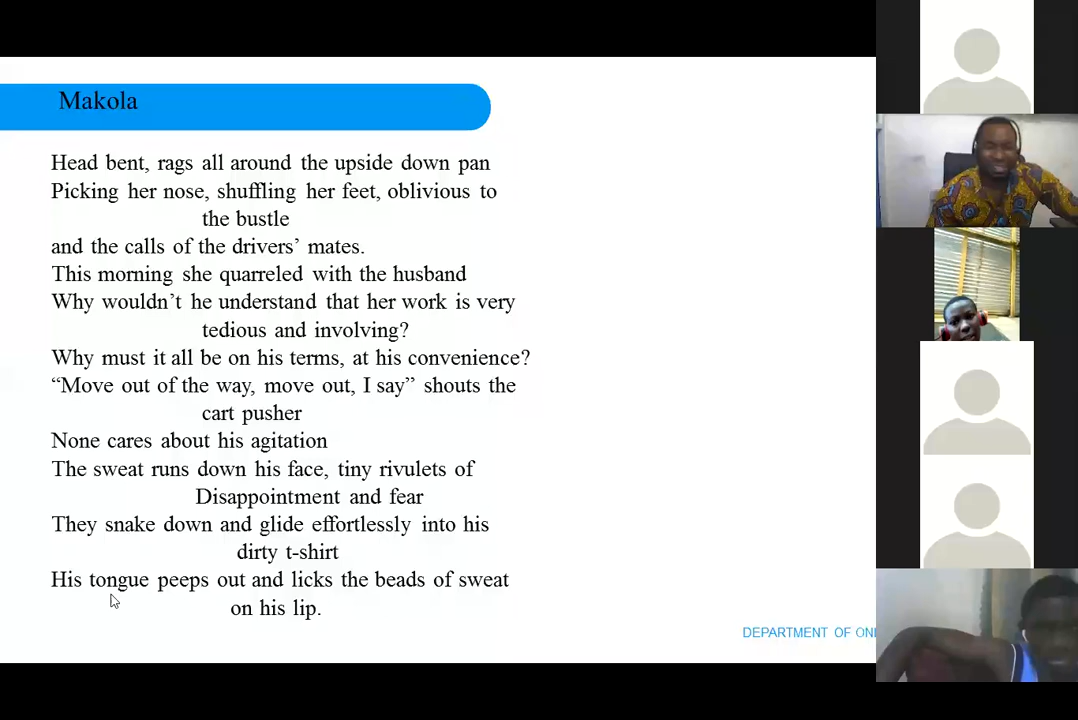 Makola
Head bent, rags all around the upside down pan
Picking her nose, shuffling her feet, oblivious to
the bustle
and the calls of the drivers’ mates.
This morning she quarreled with the husband
Why wouldn’t he understand that her work is very
tedious and involving?
Why must it all be on his terms, at his convenience?
“Move out of the way, move out, I say” shouts the
cart pusher
None cares about his agitation
The sweat runs down his face, tiny rivulets of
Disappointment and fear
They snake down and glide effortlessly into his
dirty t-shirt
His tongue peeps out and licks the beads of sweat
on his lip.
DEPARTMENT OF